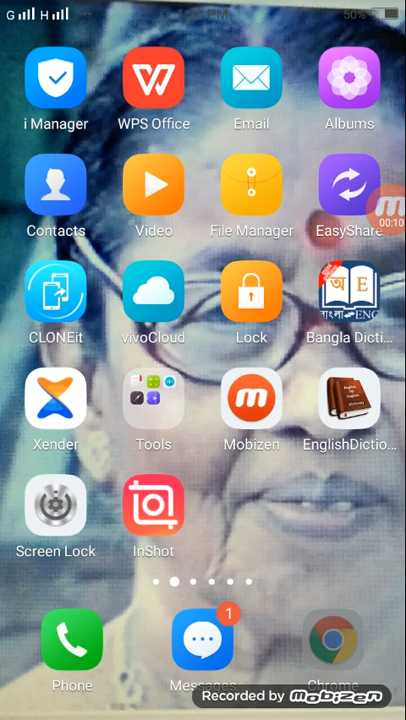 G H 50%
i Manager WPS Office Email Albums
Contacts Video File Manager EasyShare
00:10
CLONEit vivoCloud Lock Bangla Dicti...
অ E
বাংলা ENG
Xender Tools Mobizen EnglishDictio...
Screen Lock InShot
1
Phone Messages Chrome
Recorded by mobizen